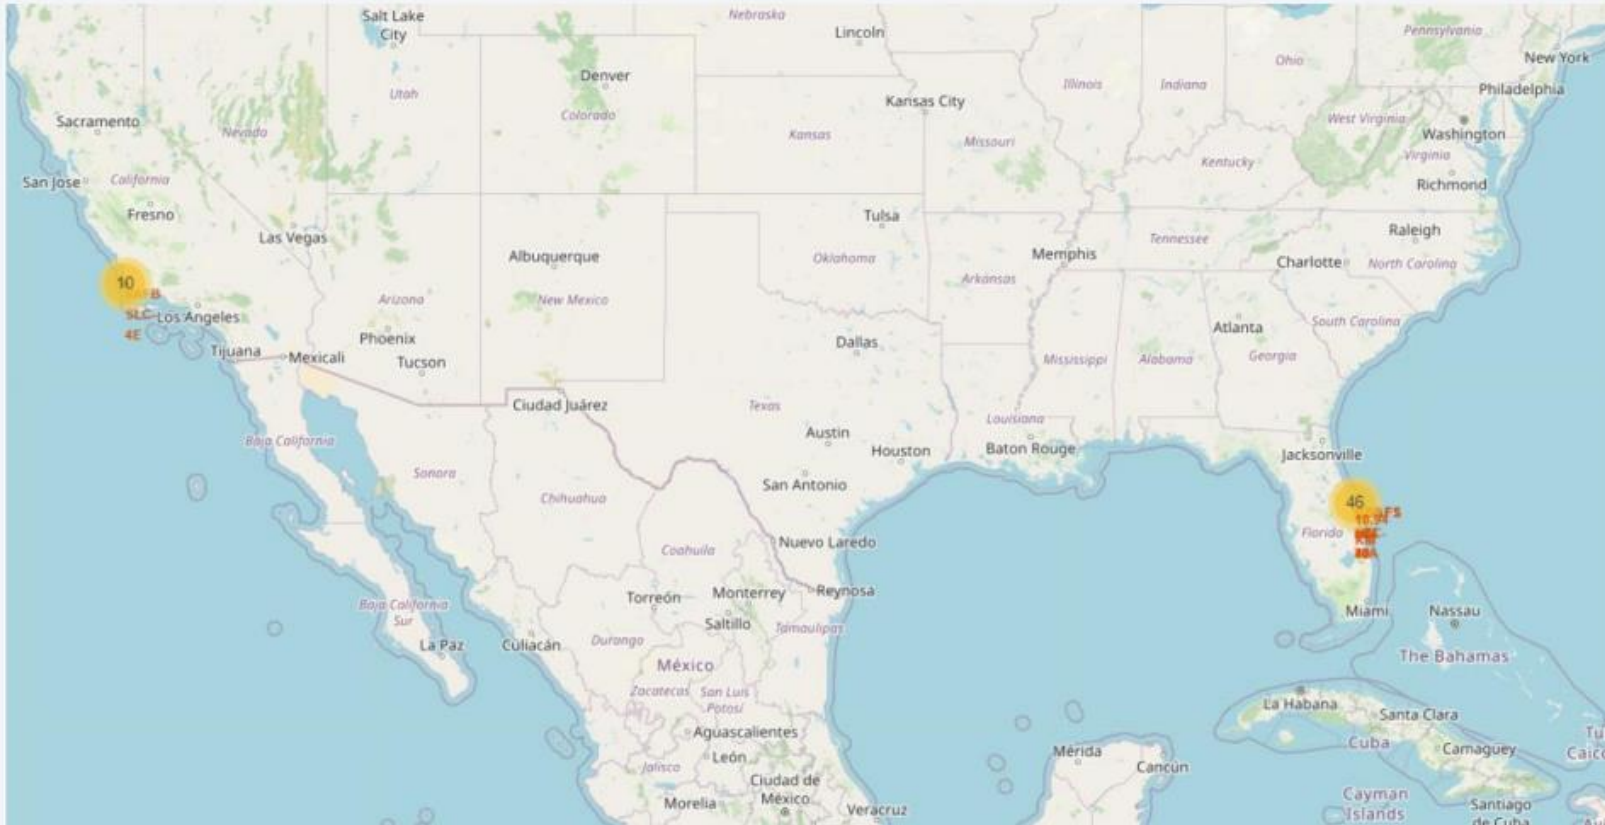 Salt Lake
City
Nebraska
Lincoln
Pennsylvania
New York
Ohio
Denver
Illinois
Indiana
Philadelphia
Utah
Kansas City
Colorado
West Virginia
Sacramento
Nevada
Kansas
Missouri
Washington
Virginia
Kentucky
San Jose
California
Richmond
Fresno
Tulsa
Las Vegas
Raleigh
Tennessee
Albuquerque
Oklahoma
Memphis
Charlotte
North Carolina
10
Arkansas
Arizona
New Mexico
SLC-
Los Angeles
4E
Phoenix
Dallas
Atlanta
South Carolina
Tijuana
Mexicali
Tucson
Mississippi
Alabama
Georgia
Ciudad Juárez
Texas
Louisiana
Austin
Baja California
Houston
Baton Rouge
Jacksonville
Sonora
San Antonio
Chihuahua
46
Florida
Nuevo Laredo
Coahuila
Torreón
Monterrey
Reynosa
Baja California
Sur
Saltillo
Tamaulipas
Miami
Nassau
La Paz
Culiacán
Durango
México
The Bahamas
Zacatecas
San Luis
Potosí
La Habana
Santa Clara
Aguascalientes
Cuba
Camagüey
León
Mérida
Cancún
Jalisco
Ciudad de
México
Morelia
Veracruz
Cayman
Islands
Santiago
de Cuba